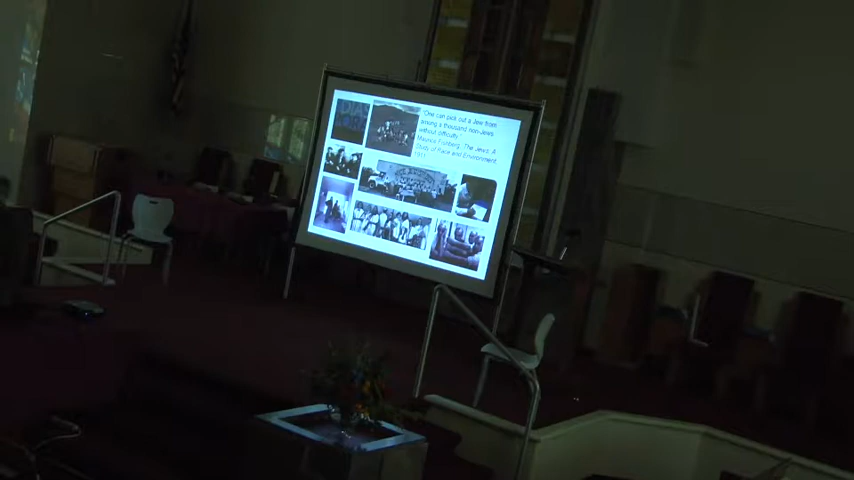 "One can pick out a Jew from
among a thousand non-Jews
without difficulty."
Maurice Fishberg, The Jews: A
Study of Race and Environment
1911